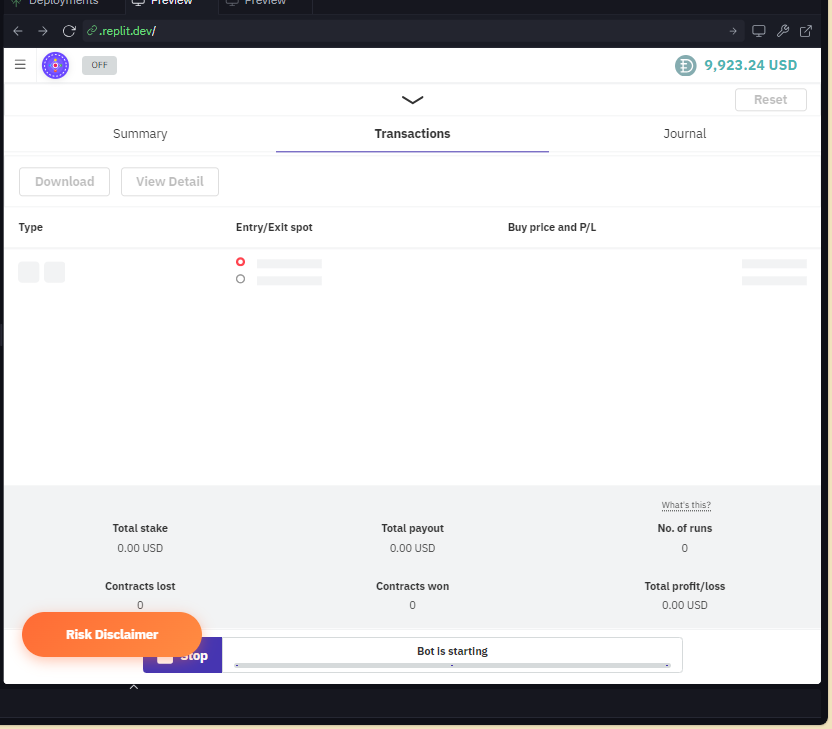 Deployments Preview Preview
.replit.dev/
OFF 9,923.24 USD
Reset
Summary Transactions Journal
Download View Detail
Type Entry/Exit spot Buy price and P/L
What's this?
Total stake Total payout No. of runs
0.00 USD 0.00 USD 0
Contracts lost Contracts won Total profit/loss
0 0 0.00 USD
Risk Disclaimer
Stop Bot is starting